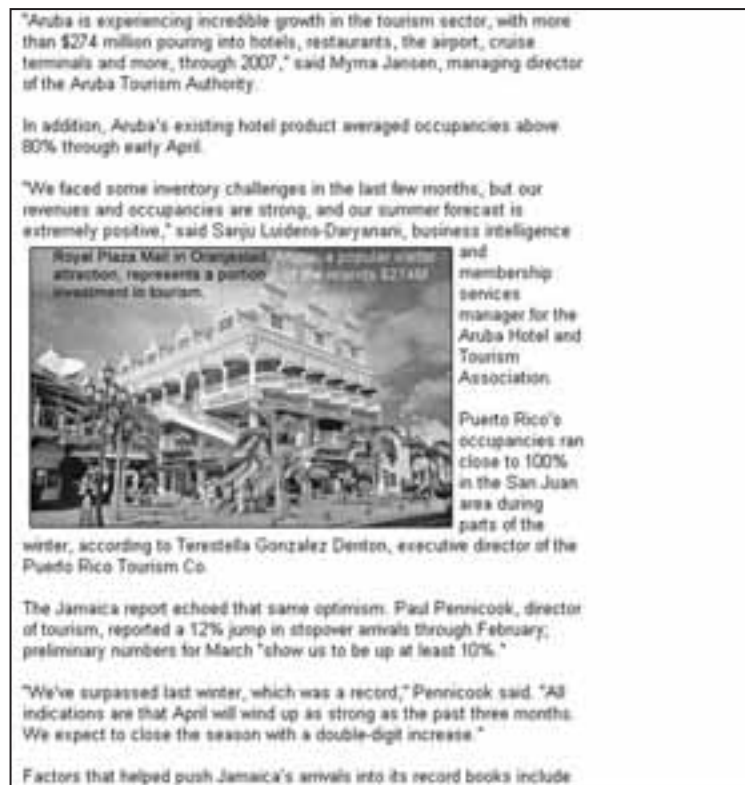 "Aruba is experiencing incredible growth in the tourism sector, with more
than $274 million pouring into hotels, restaurants, the airport, cruise
terminals and more, through 2007," said Myrna Jansen, managing director
of the Aruba Tourism Authority.
In addition, Aruba's existing hotel product averaged occupancies above
80% through early April.
"We faced some inventory challenges in the last few months, but our
revenues and occupancies are strong, and our summer forecast is
extremely positive," said Sanju Luidens-Daryanani, business intelligence
Royal Plaza Mall in Oranjestad, a popular visitor
attraction, represents a portion of the record $274M
investment in tourism.
and
membership
services
manager for the
Aruba Hotel and
Tourism
Association.
Puerto Rico's
occupancies ran
close to 100%
in the San Juan
area during
parts of the
winter, according to Terestella Gonzalez Denton, executive director of the
Puerto Rico Tourism Co.
The Jamaica report echoed that same optimism. Paul Pennicook, director
of tourism, reported a 12% jump in stopover arrivals through February;
preliminary numbers for March "show us to be up at least 10%."
"We've surpassed last winter, which was a record," Pennicook said. "All
indications are that April will wind up as strong as the past three months.
We expect to close the season with a double-digit increase."
Factors that helped push Jamaica's arrivals into its record books include